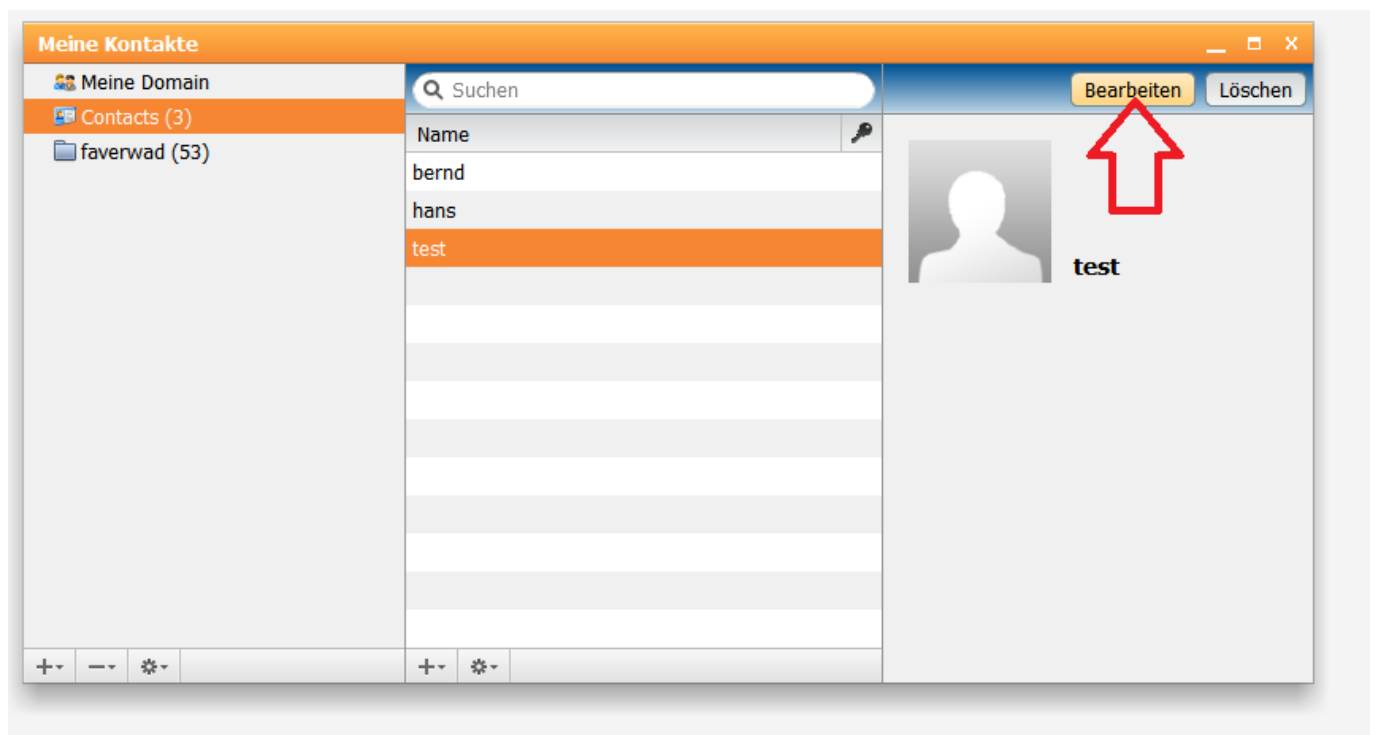 Meine Kontakte
Meine Domain
Contacts (3)
faverwad (53)
Suchen
Name
bernd
hans
test
Bearbeiten
Löschen
test